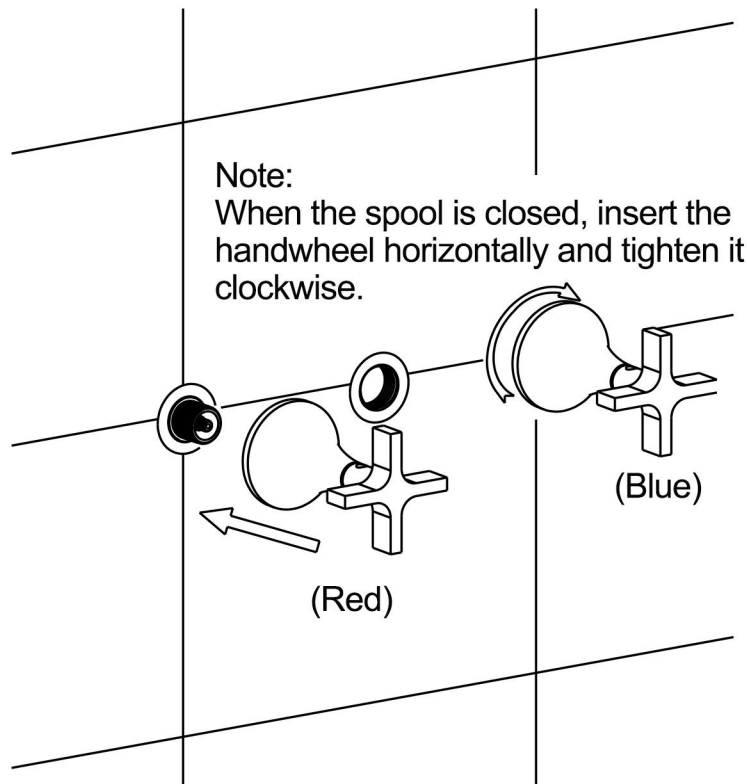 Note:
When the spool is closed, insert the
handwheel horizontally and tighten it
clockwise.
(Blue)
(Red)